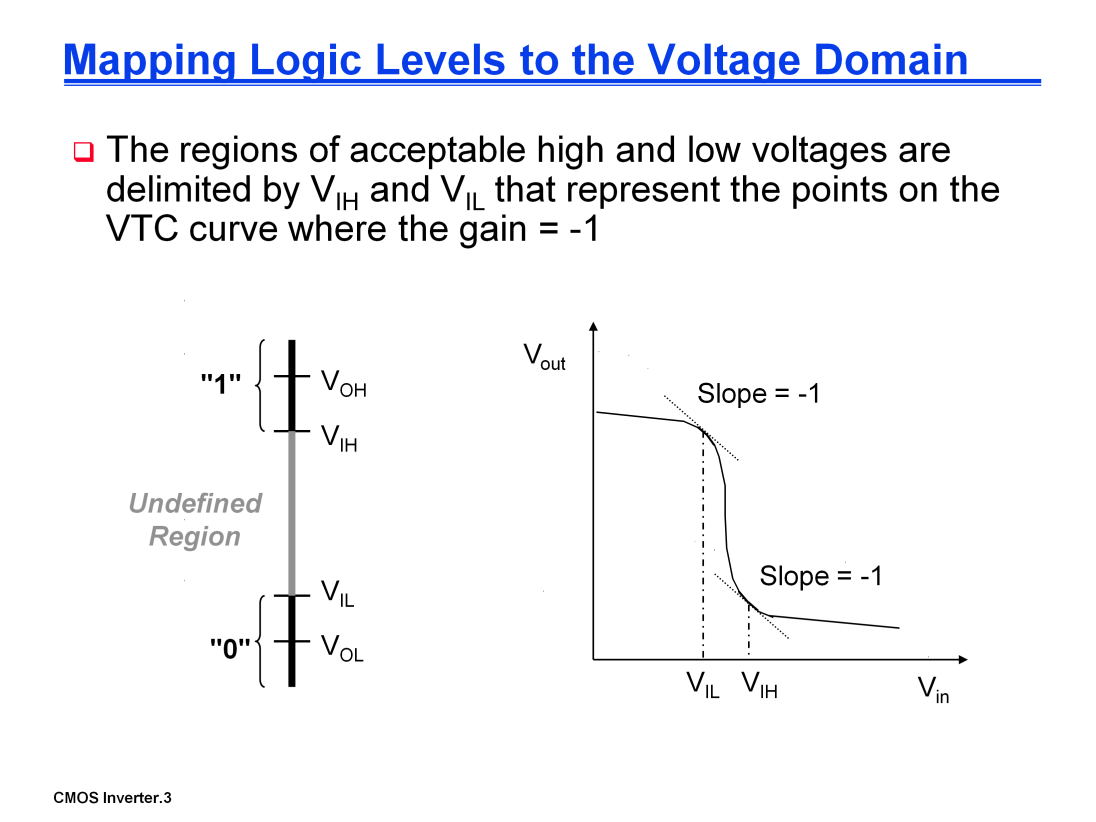 Mapping Logic Levels to the Voltage Domain
The regions of acceptable high and low voltages are
delimited by VIH and VIL that represent the points on the
VTC curve where the gain = -1
"1"
VOH
VIH
Undefined
Region
VIL
"0"
VOL
Vout
Slope = -1
Slope = -1
VIL VIH
Vin
CMOS Inverter.3